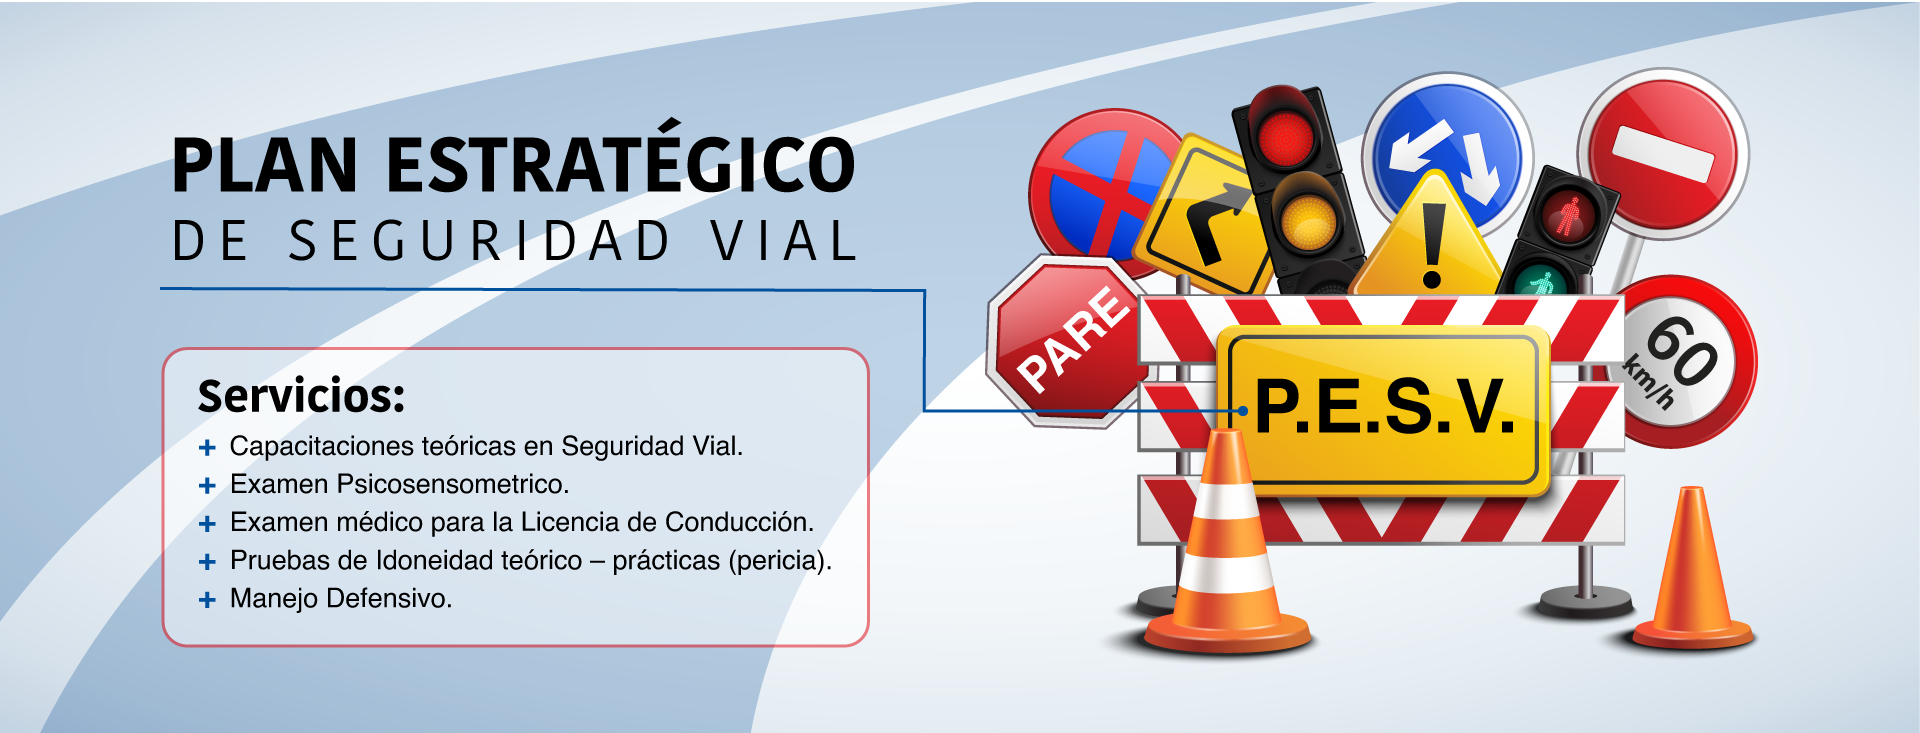 PLAN ESTRATÉGICO
DE SEGURIDAD VIAL
Servicios:
+ Capacitaciones teóricas en Seguridad Vial.
+ Examen Psicosensometrico.
+ Examen médico para la Licencia de Conducción.
+ Pruebas de Idoneidad teórico – prácticas (pericia).
+ Manejo Defensivo.
PARE
!
P.E.S.V.
60
km/h